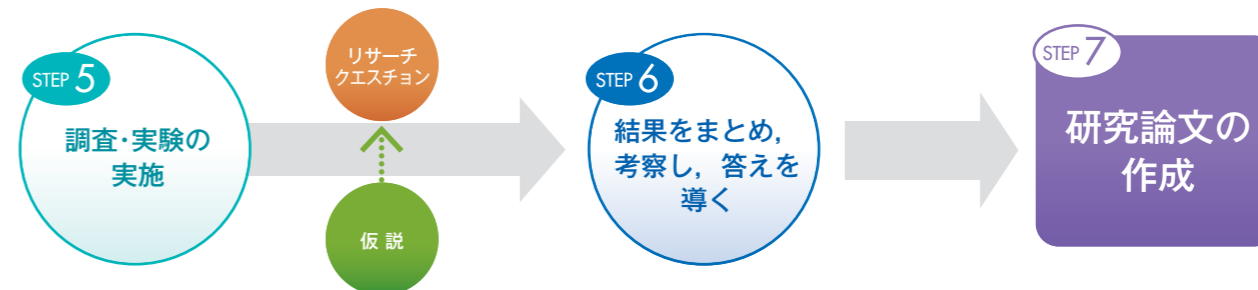 STEP 5
調査・実験の
実施
リサーチ
クエスチョン
仮説
STEP 6
結果をまとめ，
考察し，答えを
導く
STEP 7
研究論文の
作成